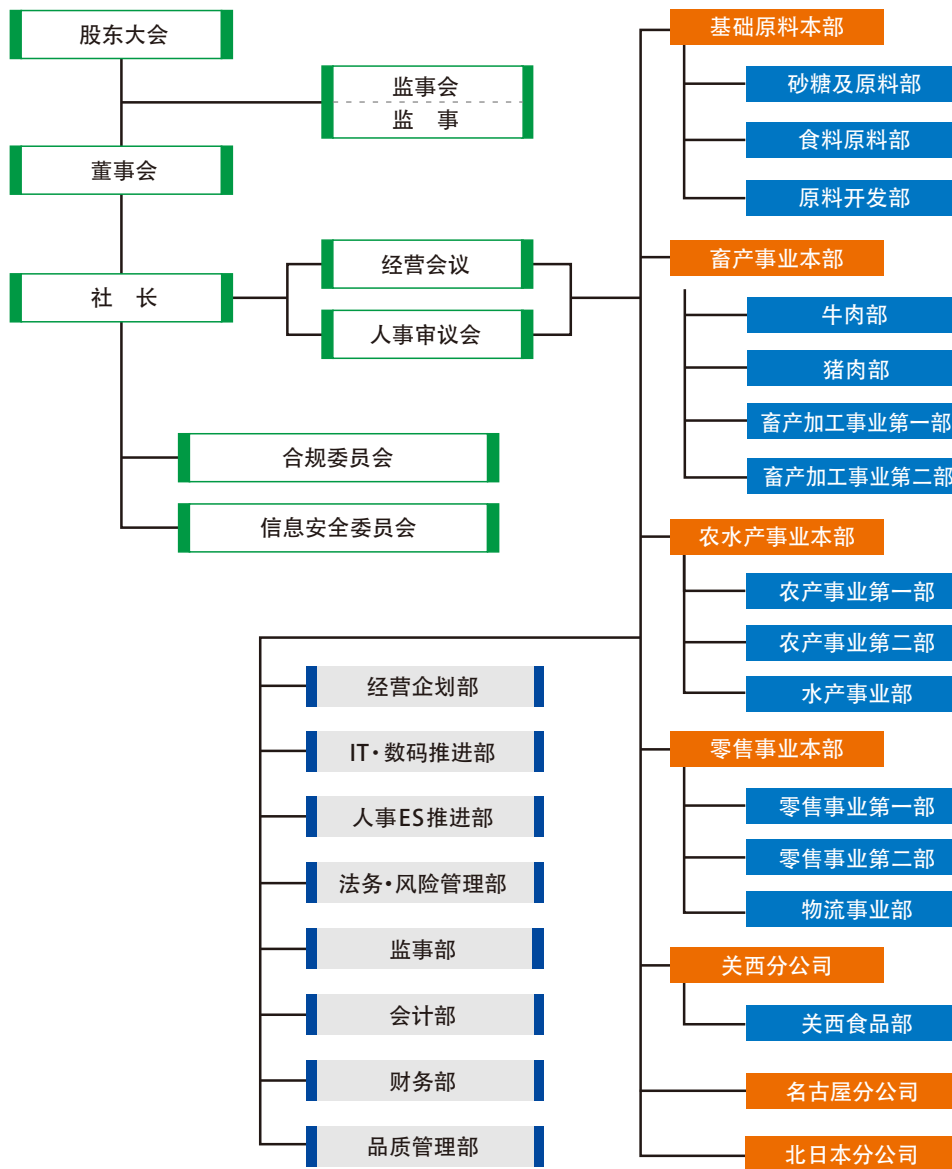 股东大会
监事会
监　事
董事会
社　长
经营会议
人事审议会
合规委员会
信息安全委员会
经营企划部
IT・数码推进部
人事ES推进部
法务・风险管理部
监事部
会计部
财务部
品质管理部
基础原料本部
砂糖及原料部
食料原料部
原料开发部
畜产事业本部
牛肉部
猪肉部
畜产加工事业第一部
畜产加工事业第二部
农水产事业本部
农产事业第一部
农产事业第二部
水产事业部
零售事业本部
零售事业第一部
零售事业第二部
物流事业部
关西分公司
关西食品部
名古屋分公司
北日本分公司